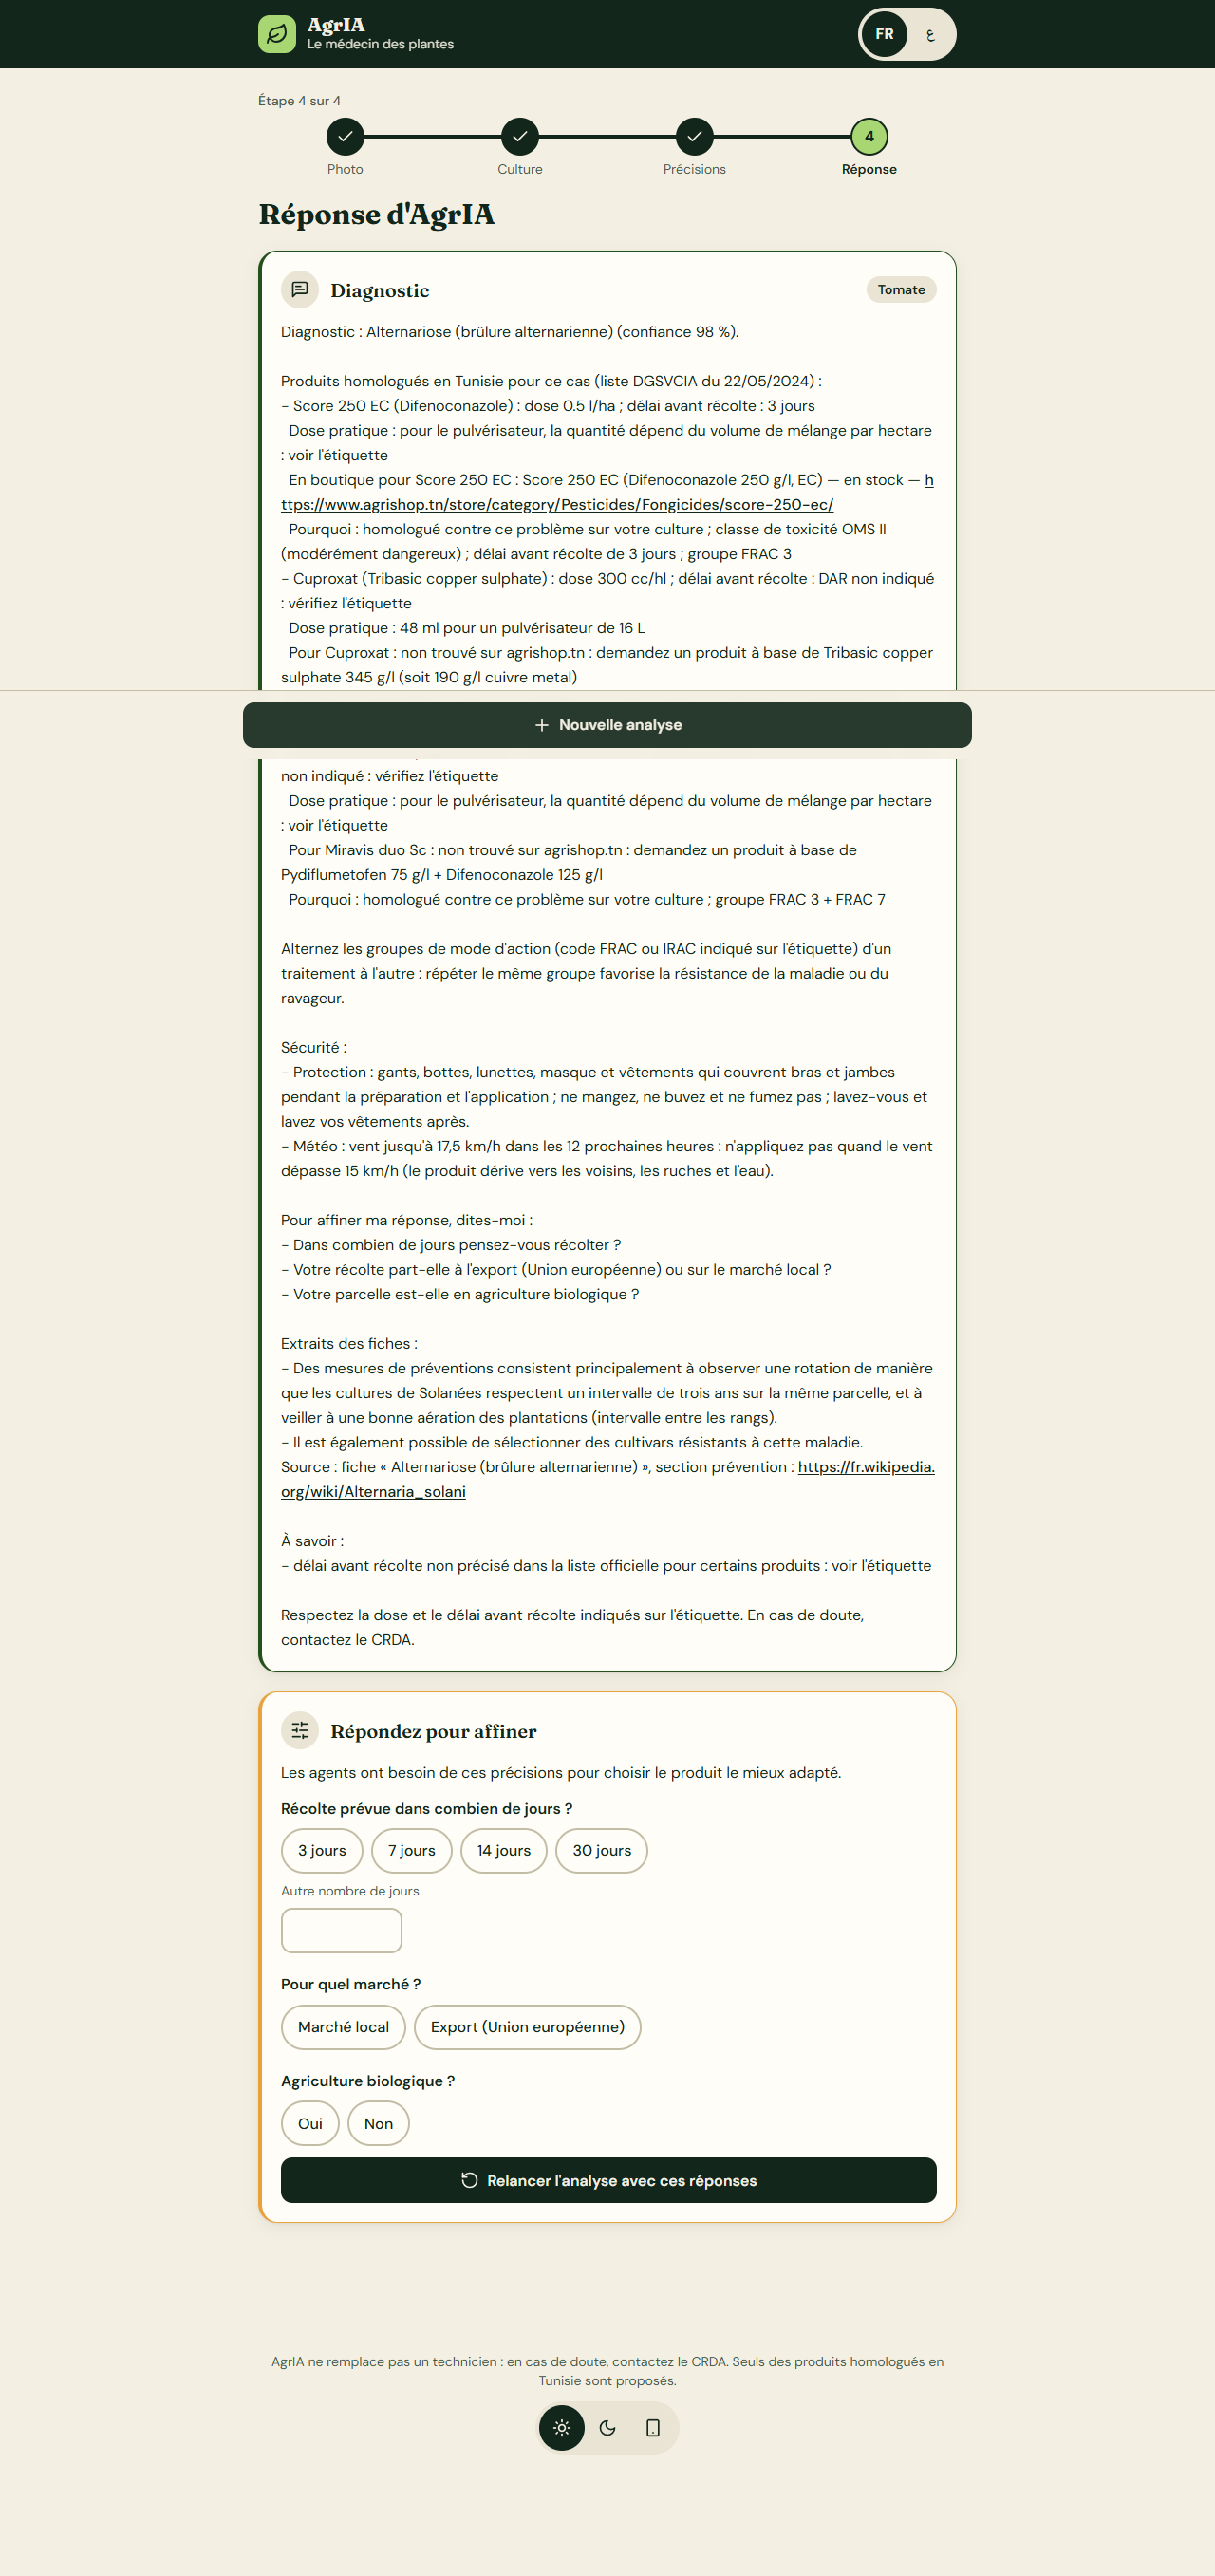 AgrIA
Le médecin des plantes
FR
ع
Étape 4 sur 4
4
Photo
Culture
Précisions
Réponse
Réponse d'AgrIA
Diagnostic
Tomate
Diagnostic : Alternariose (brûlure alternarienne) (confiance 98 %).
Produits homologués en Tunisie pour ce cas (liste DGSVCIA du 22/05/2024) :
- Score 250 EC (Difenoconazole) : dose 0.5 l/ha ; délai avant récolte : 3 jours
Dose pratique : pour le pulvérisateur, la quantité dépend du volume de mélange par hectare
: voir l'étiquette
En boutique pour Score 250 EC : Score 250 EC (Difenoconazole 250 g/l, EC) — en stock — h
ttps://www.agrishop.tn/store/category/Pesticides/Fongicides/score-250-ec/
Pourquoi : homologué contre ce problème sur votre culture ; classe de toxicité OMS II
(modérément dangereux) ; délai avant récolte de 3 jours ; groupe FRAC 3
- Cuproxat (Tribasic copper sulphate) : dose 300 cc/hl ; délai avant récolte : DAR non indiqué
: vérifiez l'étiquette
Dose pratique : 48 ml pour un pulvérisateur de 16 L
Pour Cuproxat : non trouvé sur agrishop.tn : demandez un produit à base de Tribasic copper
sulphate 345 g/l (soit 190 g/l cuivre metal)
Nouvelle analyse
non indiqué : vérifiez l'étiquette
Dose pratique : pour le pulvérisateur, la quantité dépend du volume de mélange par hectare
: voir l'étiquette
Pour Miravis duo Sc : non trouvé sur agrishop.tn : demandez un produit à base de
Pydiflumetofen 75 g/l + Difenoconazole 125 g/l
Pourquoi : homologué contre ce problème sur votre culture ; groupe FRAC 3 + FRAC 7
Alternez les groupes de mode d'action (code FRAC ou IRAC indiqué sur l'étiquette) d'un
traitement à l'autre : répéter le même groupe favorise la résistance de la maladie ou du
ravageur.
Sécurité :
- Protection : gants, bottes, lunettes, masque et vêtements qui couvrent bras et jambes
pendant la préparation et l'application ; ne mangez, ne buvez et ne fumez pas ; lavez-vous et
lavez vos vêtements après.
- Météo : vent jusqu'à 17,5 km/h dans les 12 prochaines heures : n'appliquez pas quand le vent
dépasse 15 km/h (le produit dérive vers les voisins, les ruches et l'eau).
Pour affiner ma réponse, dites-moi :
- Dans combien de jours pensez-vous récolter ?
- Votre récolte part-elle à l'export (Union européenne) ou sur le marché local ?
- Votre parcelle est-elle en agriculture biologique ?
Extraits des fiches :
- Des mesures de préventions consistent principalement à observer une rotation de manière
que les cultures de Solanées respectent un intervalle de trois ans sur la même parcelle, et à
veiller à une bonne aération des plantations (intervalle entre les rangs).
- Il est également possible de sélectionner des cultivars résistants à cette maladie.
Source : fiche « Alternariose (brûlure alternarienne) », section prévention : https://fr.wikipedia.
org/wiki/Alternaria_solani
À savoir :
- délai avant récolte non précisé dans la liste officielle pour certains produits : voir l'étiquette
Respectez la dose et le délai avant récolte indiqués sur l'étiquette. En cas de doute,
contactez le CRDA.
Répondez pour affiner
Les agents ont besoin de ces précisions pour choisir le produit le mieux adapté.
Récolte prévue dans combien de jours ?
3 jours
7 jours
14 jours
30 jours
Autre nombre de jours
Pour quel marché ?
Marché local
Export (Union européenne)
Agriculture biologique ?
Oui
Non
Relancer l'analyse avec ces réponses
AgrIA ne remplace pas un technicien : en cas de doute, contactez le CRDA. Seuls des produits homologués en
Tunisie sont proposés.